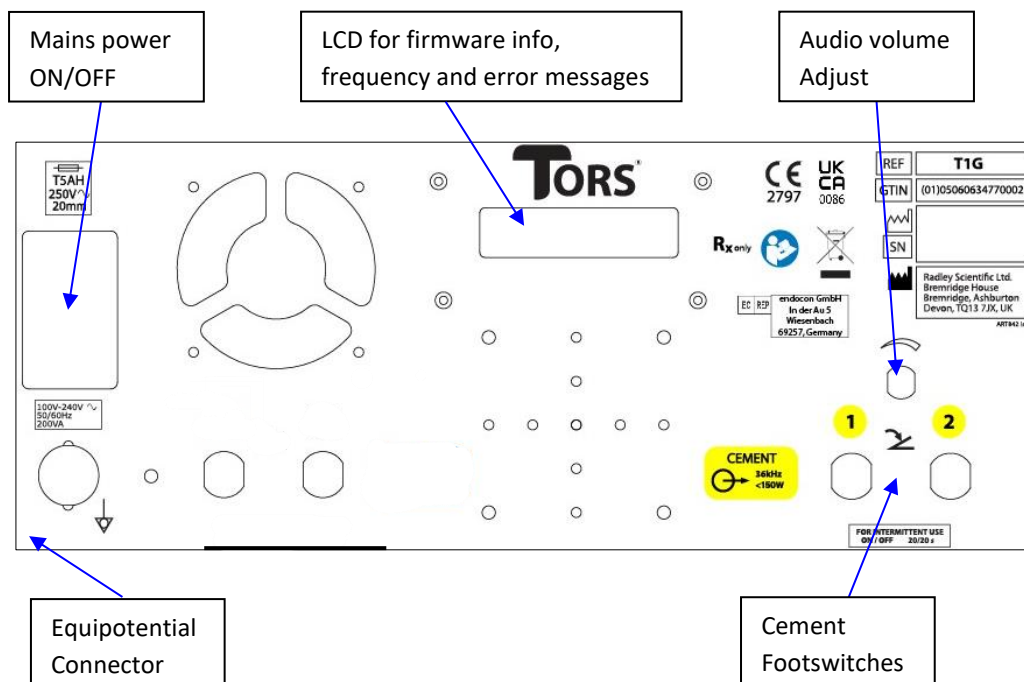 Mains power
ON/OFF
LCD for firmware info,
frequency and error messages
Audio volume
Adjust
T5AH
250V
20mm
TORS
CE
2797
UK
CA
0086
REF
T1G
GTIN
(01)05060634770002
SN
Rx only
EC REP
endocon GmbH
In der Au 5
Wiesenbach
69257, Germany
Radley Scientific Ltd.
Bremridge House
Bremridge, Ashburton
Devon, TQ13 7JX, UK
ART842
100V-240V
50/60Hz
200VA
1
2
CEMENT
36kHz
<150W
FOR INTERMITTENT USE
ON / OFF 20/20 s
Equipotential
Connector
Cement
Footswitches